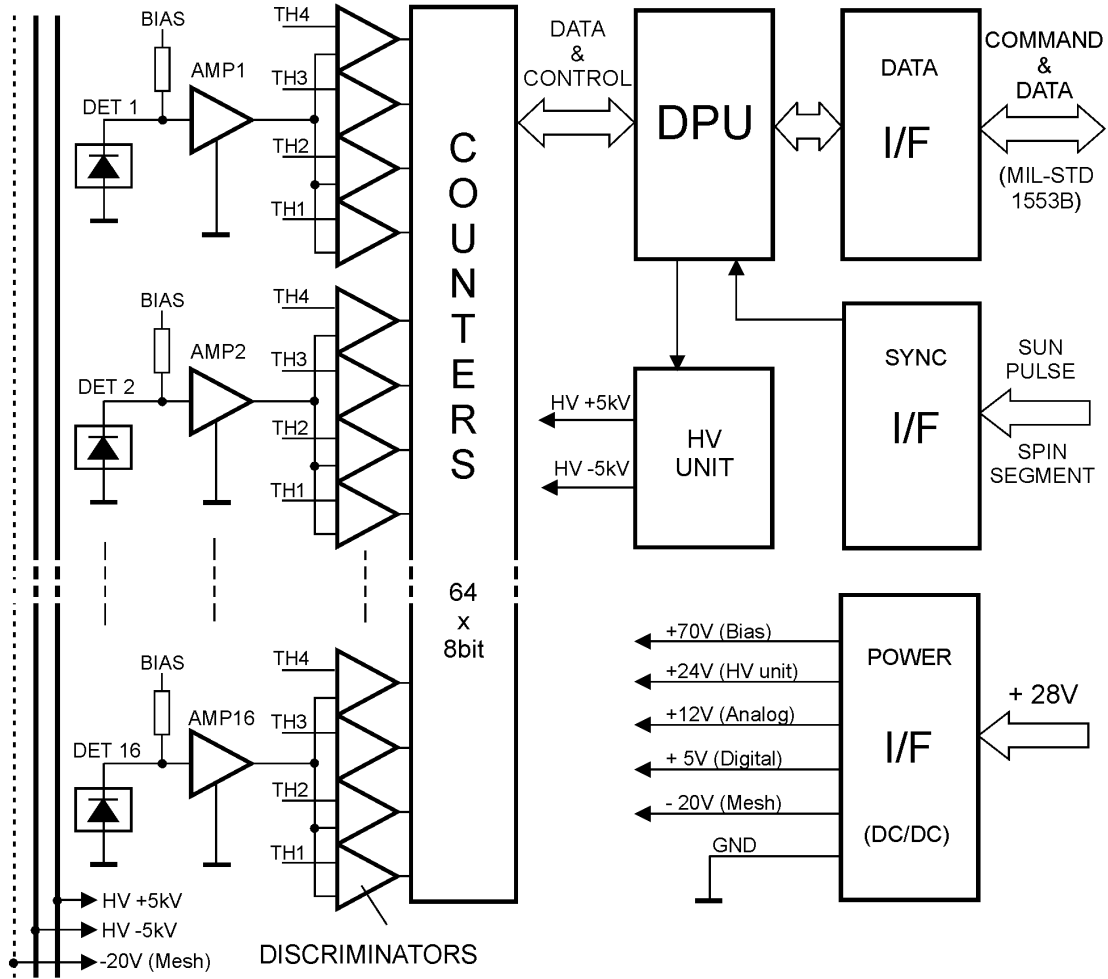 BIAS
AMP1
DET 1
TH4
TH3
TH2
TH1
BIAS
AMP2
DET 2
TH4
TH3
TH2
TH1
BIAS
AMP16
DET 16
TH4
TH3
TH2
TH1
HV +5kV
HV -5kV
-20V (Mesh)
DISCRIMINATORS
COUNTERS
64
x
8bit
DATA
&
CONTROL
DPU
DATA
I/F
COMMAND
&
DATA
(MIL-STD
1553B)
HV +5kV
HV -5kV
HV
UNIT
SYNC
I/F
SUN
PULSE
SPIN
SEGMENT
+70V (Bias)
+24V (HV unit)
+12V (Analog)
+ 5V (Digital)
- 20V (Mesh)
GND
POWER
I/F
(DC/DC)
+ 28V